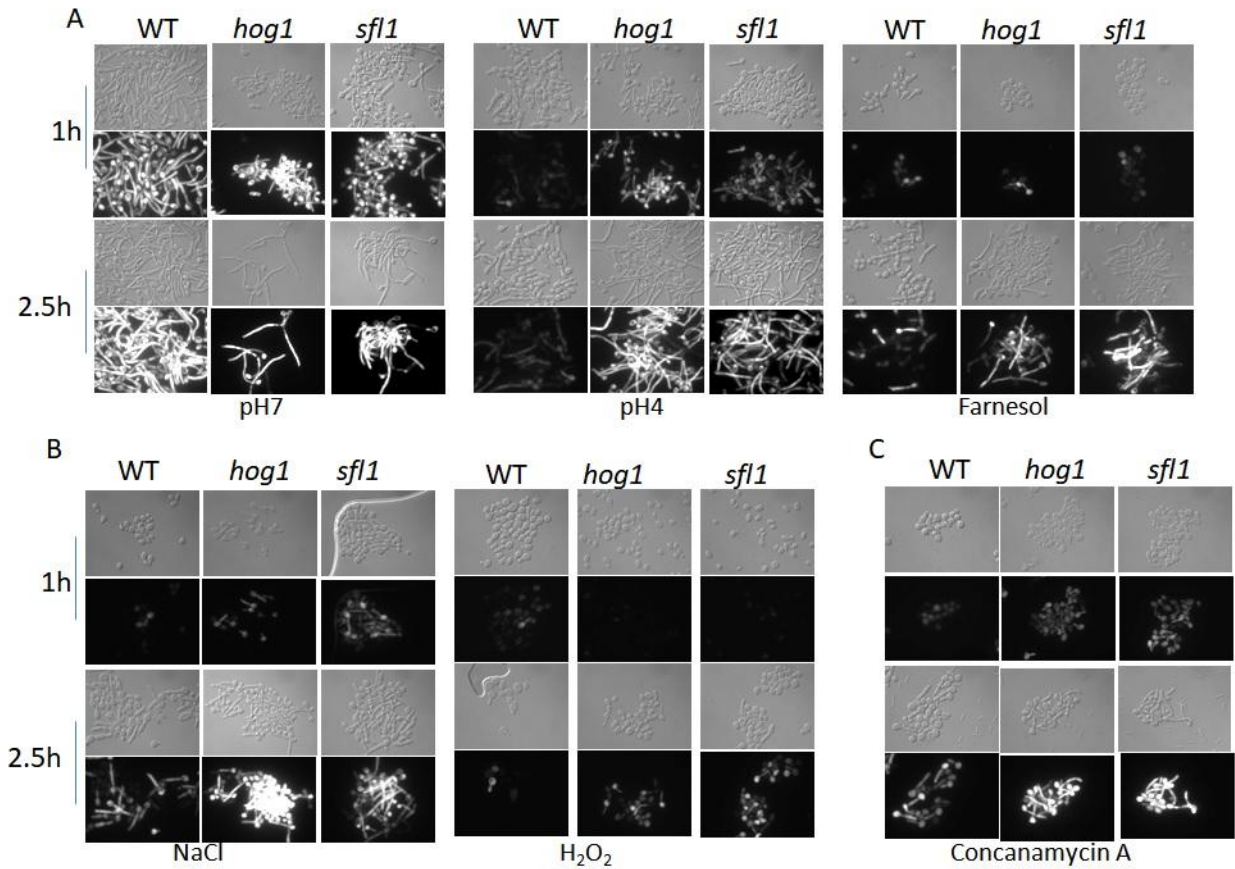 A
WT hog1 sfl1 WT hog1 sfl1 WT hog1 sfl1
1h
2.5h
pH7 pH4 Farnesol
B C
WT hog1 sfl1 WT hog1 sfl1 WT hog1 sfl1
1h
2.5h
NaCl H₂O₂ Concanamycin A